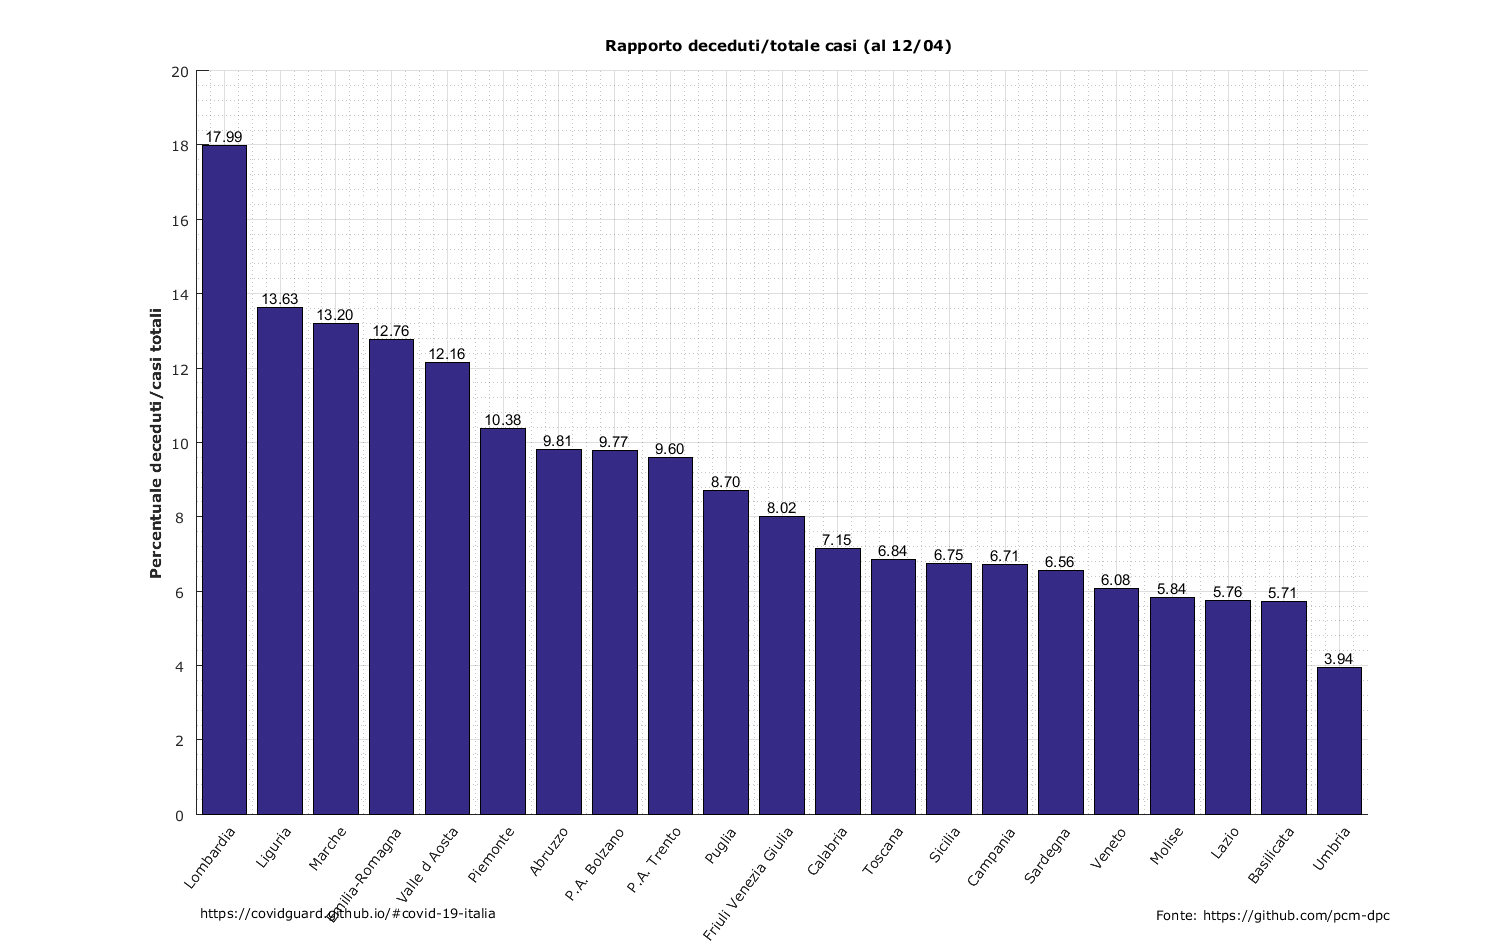 Rapporto deceduti/totale casi (al 12/04)
Percentuale deceduti/casi totali
20
18
16
14
12
10
8
6
4
2
0
17.99
13.63
13.20
12.76
12.16
10.38
9.81
9.77
9.60
8.70
8.02
7.15
6.84
6.75
6.71
6.56
6.08
5.84
5.76
5.71
3.94
Lombardia
Liguria
Marche
Emilia-Romagna
Valle d Aosta
Piemonte
Abruzzo
P.A. Bolzano
P.A. Trento
Puglia
Friuli Venezia Giulia
Calabria
Toscana
Sicilia
Campania
Sardegna
Veneto
Molise
Lazio
Basilicata
Umbria
https://covidguard.github.io/#covid-19-italia
Fonte: https://github.com/pcm-dpc